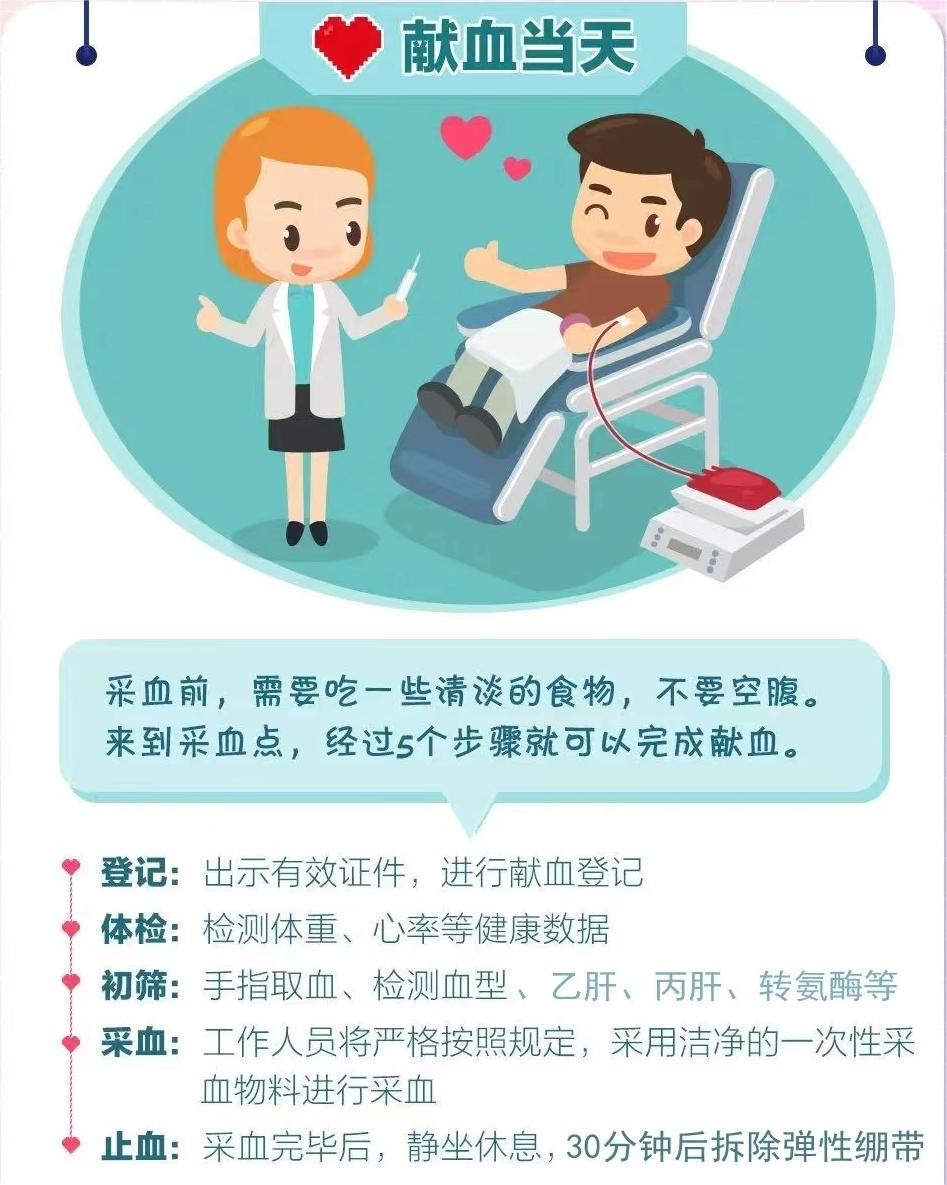 献血当天
采血前，需要吃一些清淡的食物，不要空腹。
来到采血点，经过5个步骤就可以完成献血。
登记：出示有效证件，进行献血登记
体检：检测体重、心率等健康数据
初筛：手指取血、检测血型、乙肝、丙肝、转氨酶等
采血：工作人员将严格按照规定，采用洁净的一次性采
血物料进行采血
止血：采血完毕后，静坐休息，30分钟后拆除弹性绷带